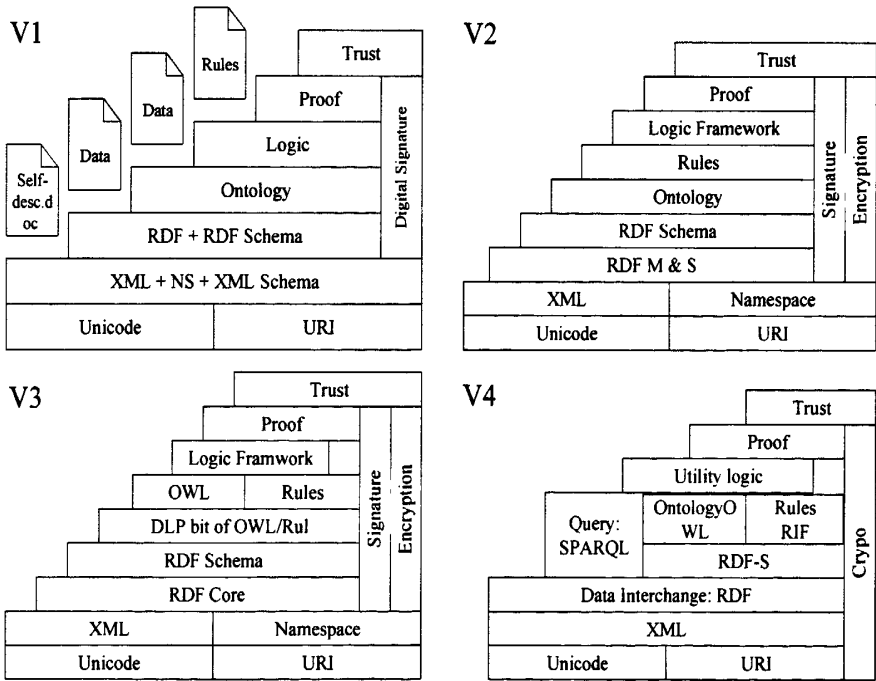 V1
Trust
Rules
Proof
Data
Logic
Data
Ontology
Self-
desc.d
oc
RDF + RDF Schema
XML + NS + XML Schema
Unicode
URI
Digital Signature
V2
Trust
Proof
Logic Framework
Rules
Ontology
RDF Schema
RDF M & S
XML
Namespace
Unicode
URI
Signature
Encryption
V3
Trust
Proof
Logic Framwork
OWL
Rules
DLP bit of OWL/Rul
RDF Schema
RDF Core
XML
Namespace
Unicode
URI
Signature
Encryption
V4
Trust
Proof
Utility logic
Query:
SPARQL
OntologyO
WL
Rules
RIF
RDF-S
Data Interchange: RDF
XML
Unicode
URI
Crypo